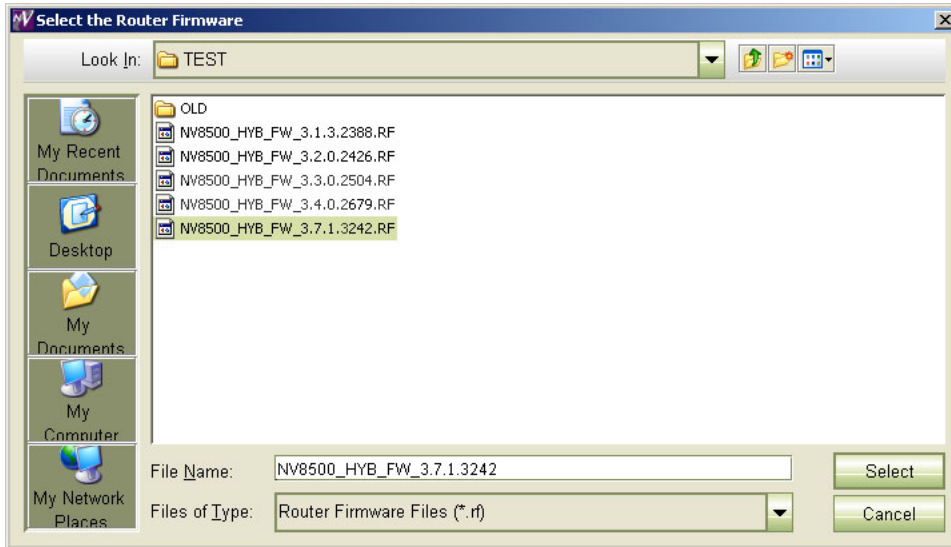 NV Select the Router Firmware
Look In: TEST
My Recent
Documents
Desktop
My
Documents
My
Computer
My Network
Places
OLD
NV8500_HYB_FW_3.1.3.2388.RF
NV8500_HYB_FW_3.2.0.2426.RF
NV8500_HYB_FW_3.3.0.2504.RF
NV8500_HYB_FW_3.4.0.2679.RF
NV8500_HYB_FW_3.7.1.3242.RF
File Name: NV8500_HYB_FW_3.7.1.3242
Select
Files of Type: Router Firmware Files (*.rf)
Cancel